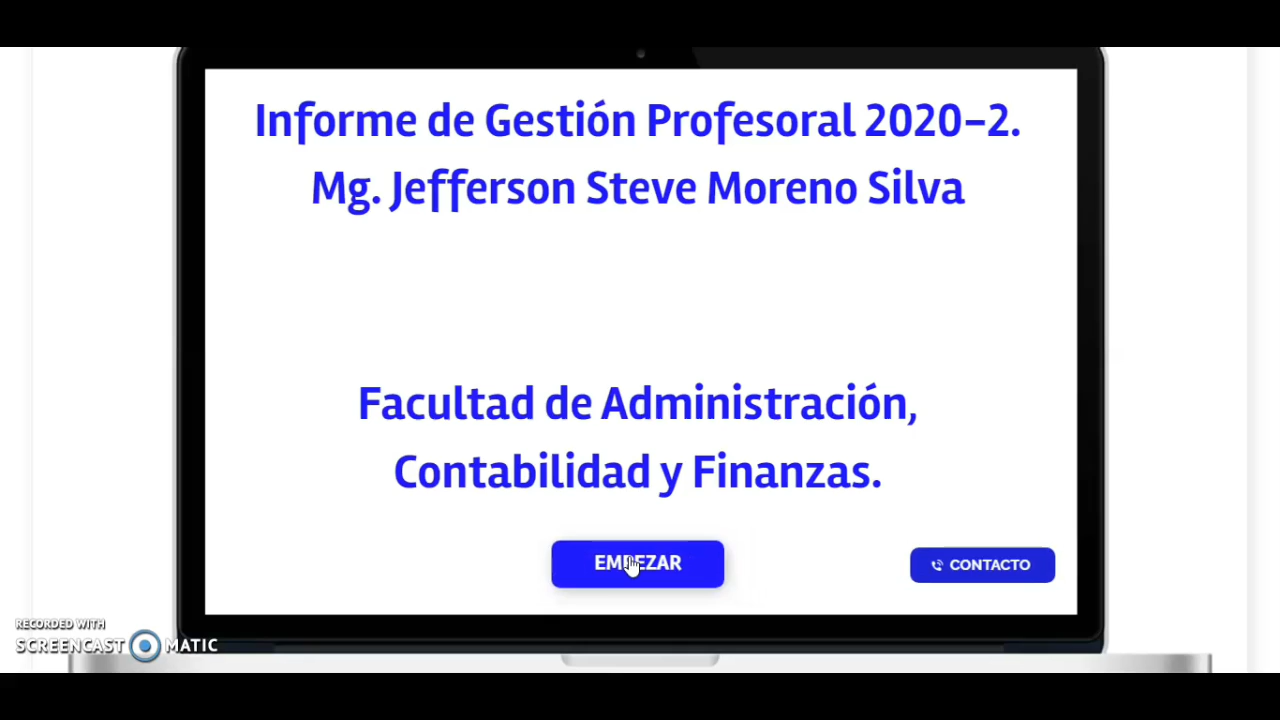 Informe de Gestión Profesoral 2020-2.
Mg. Jefferson Steve Moreno Silva
Facultad de Administración,
Contabilidad y Finanzas.
EMPEZAR
CONTACTO
RECORDED WITH
SCREENCAST MATIC